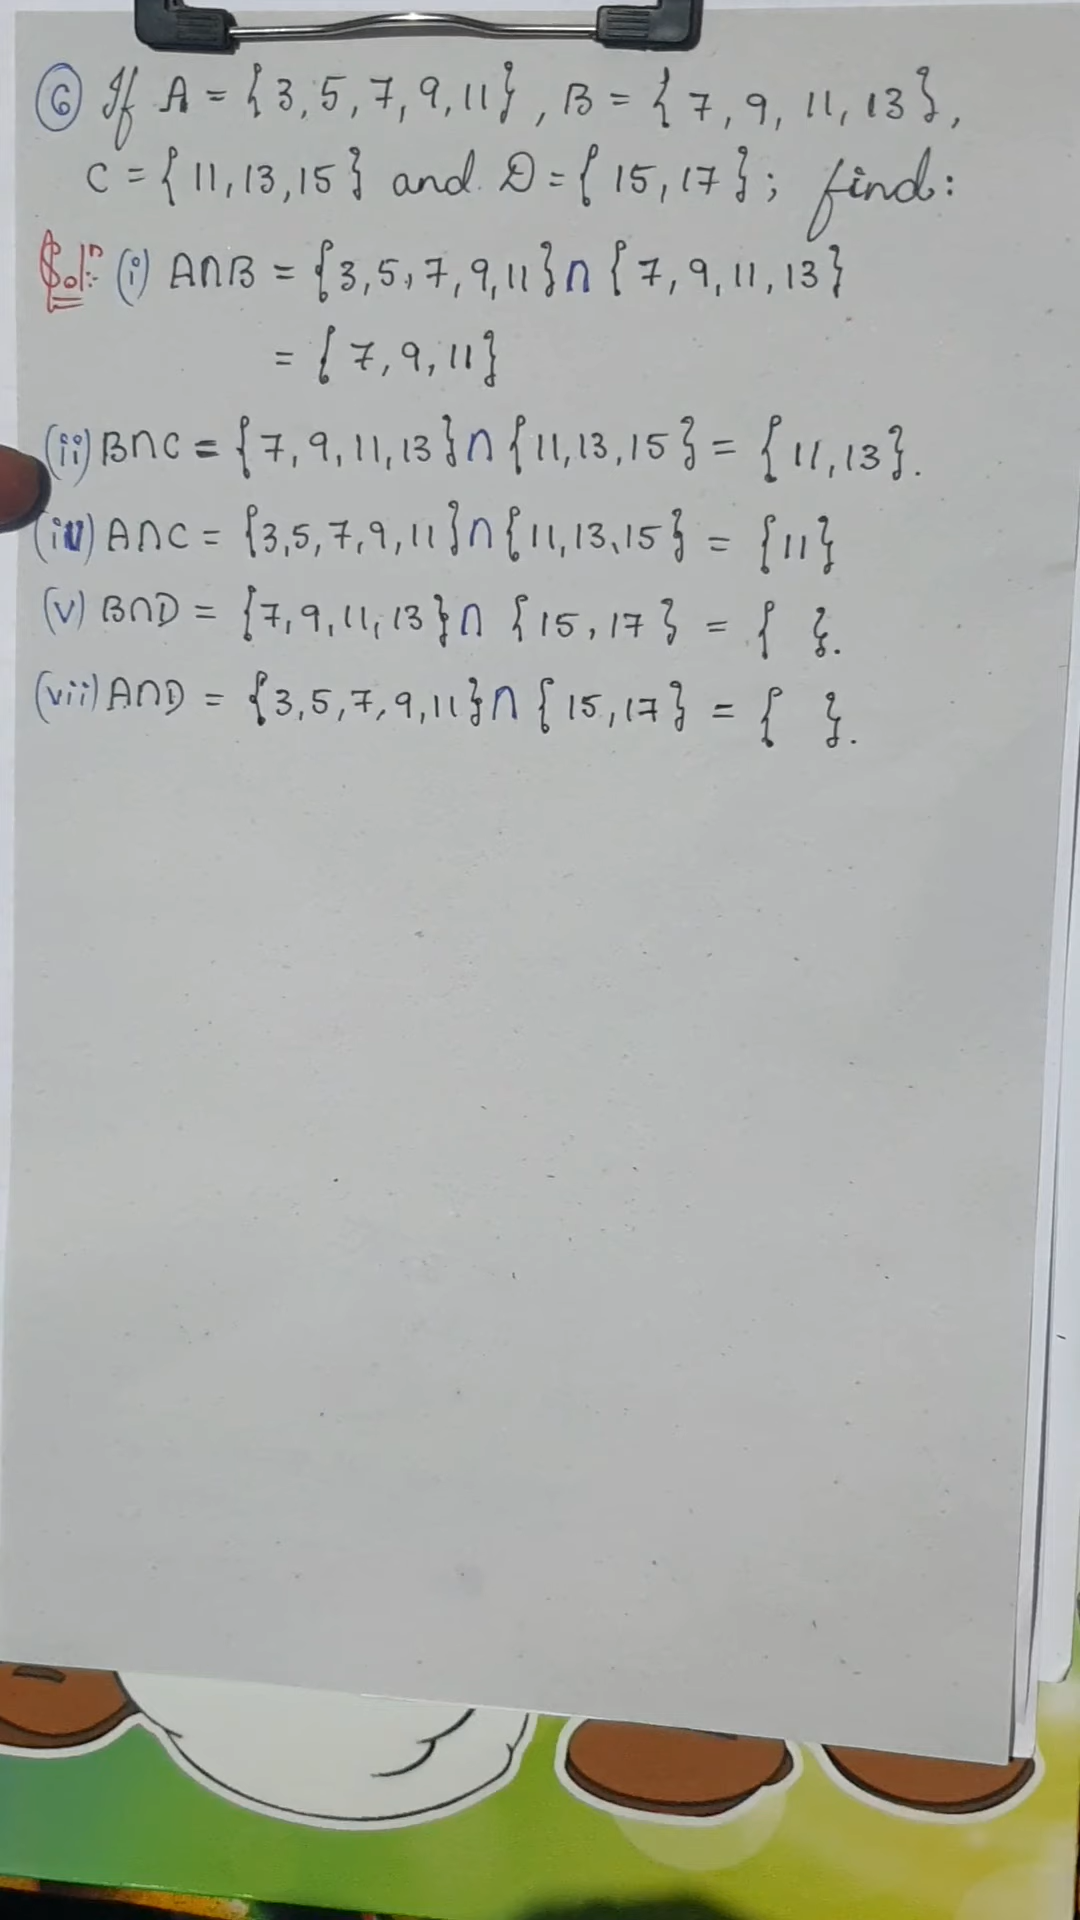 ⑥ If A = {3, 5, 7, 9, 11}, B = {7, 9, 11, 13},
C = {11, 13, 15} and D = {15, 17}; find:
Solⁿ: (i) A∩B = {3, 5, 7, 9, 11} ∩ {7, 9, 11, 13}
= {7, 9, 11}
(ii) B∩C = {7, 9, 11, 13} ∩ {11, 13, 15} = {11, 13}.
(iv) A∩C = {3, 5, 7, 9, 11} ∩ {11, 13, 15} = {11}
(v) B∩D = {7, 9, 11, 13} ∩ {15, 17} = { }.
(vii) A∩D = {3, 5, 7, 9, 11} ∩ {15, 17} = { }.